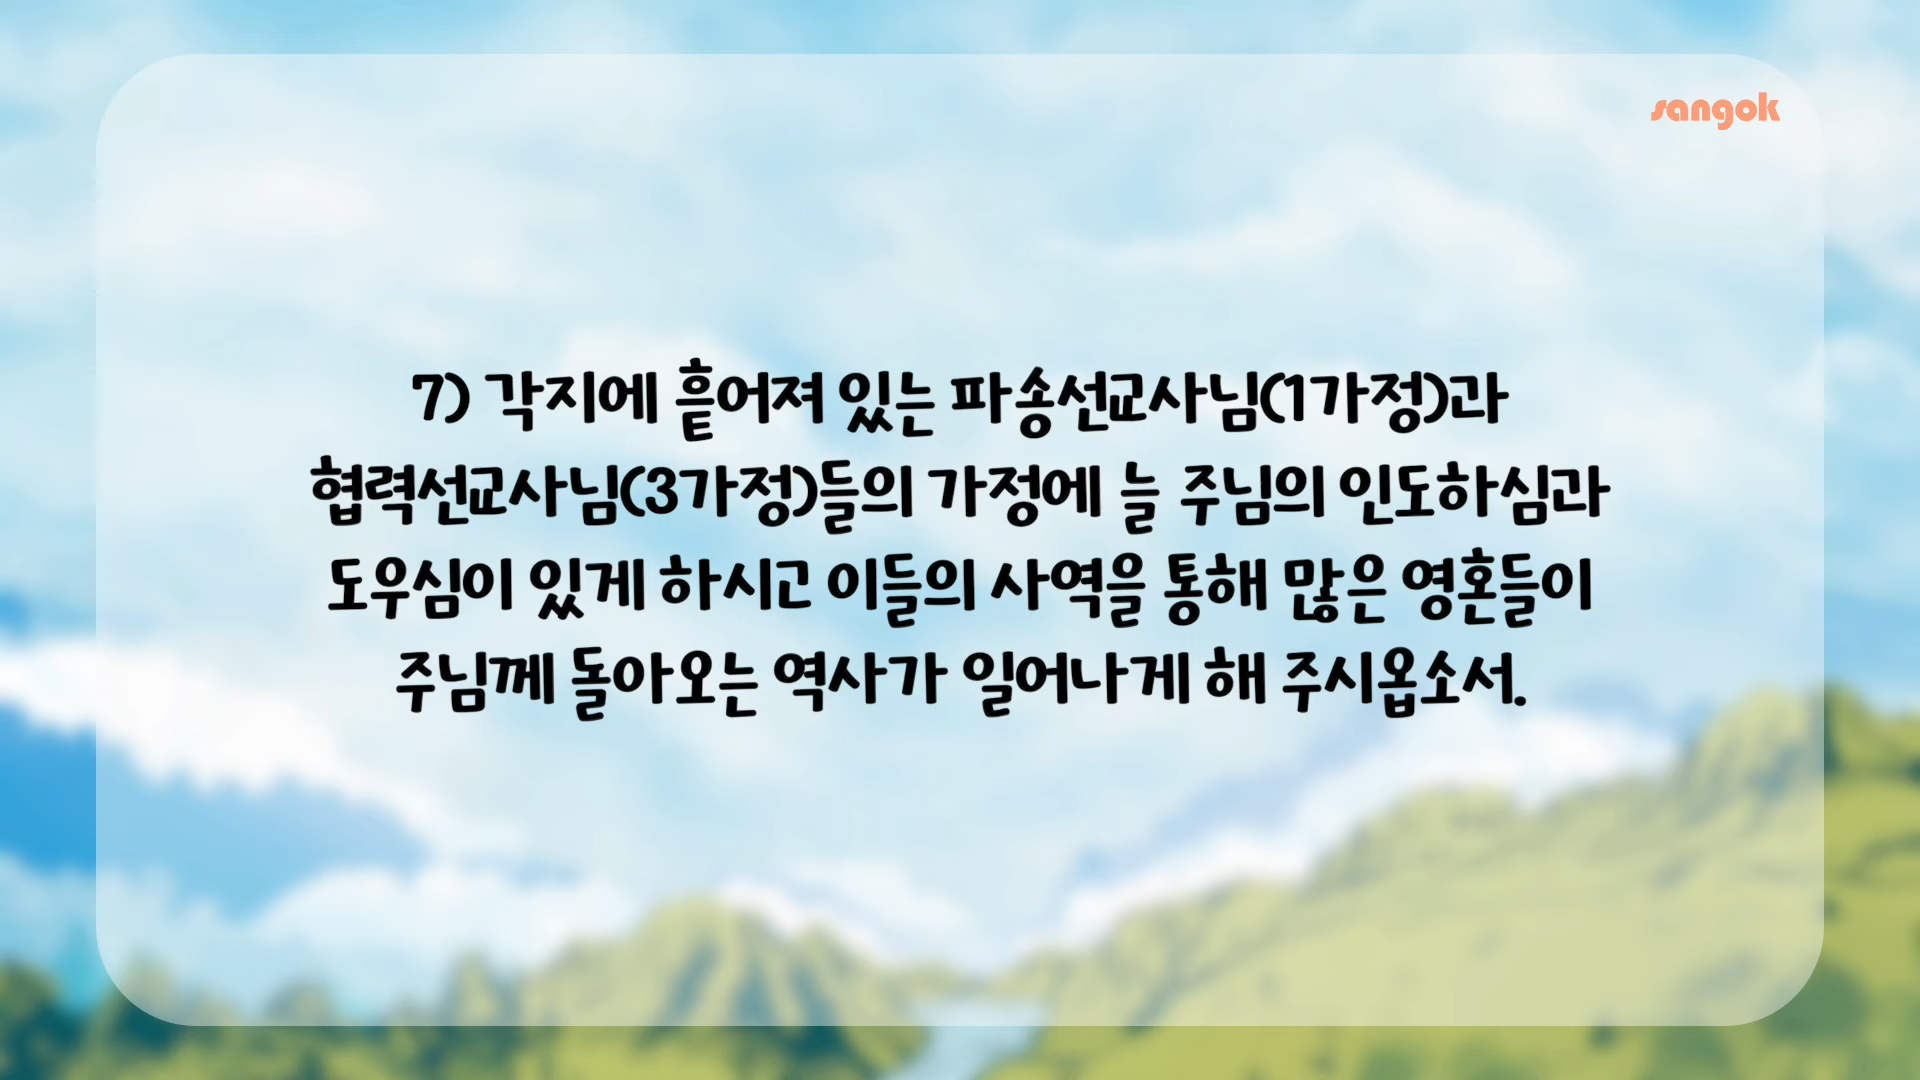 sangok
7) 각지에 흩어져 있는 파송선교사님(1가정)과
협력선교사님(3가정)들의 가정에 늘 주님의 인도하심과
도우심이 있게 하시고 이들의 사역을 통해 많은 영혼들이
주님께 돌아오는 역사가 일어나게 해 주시옵소서.